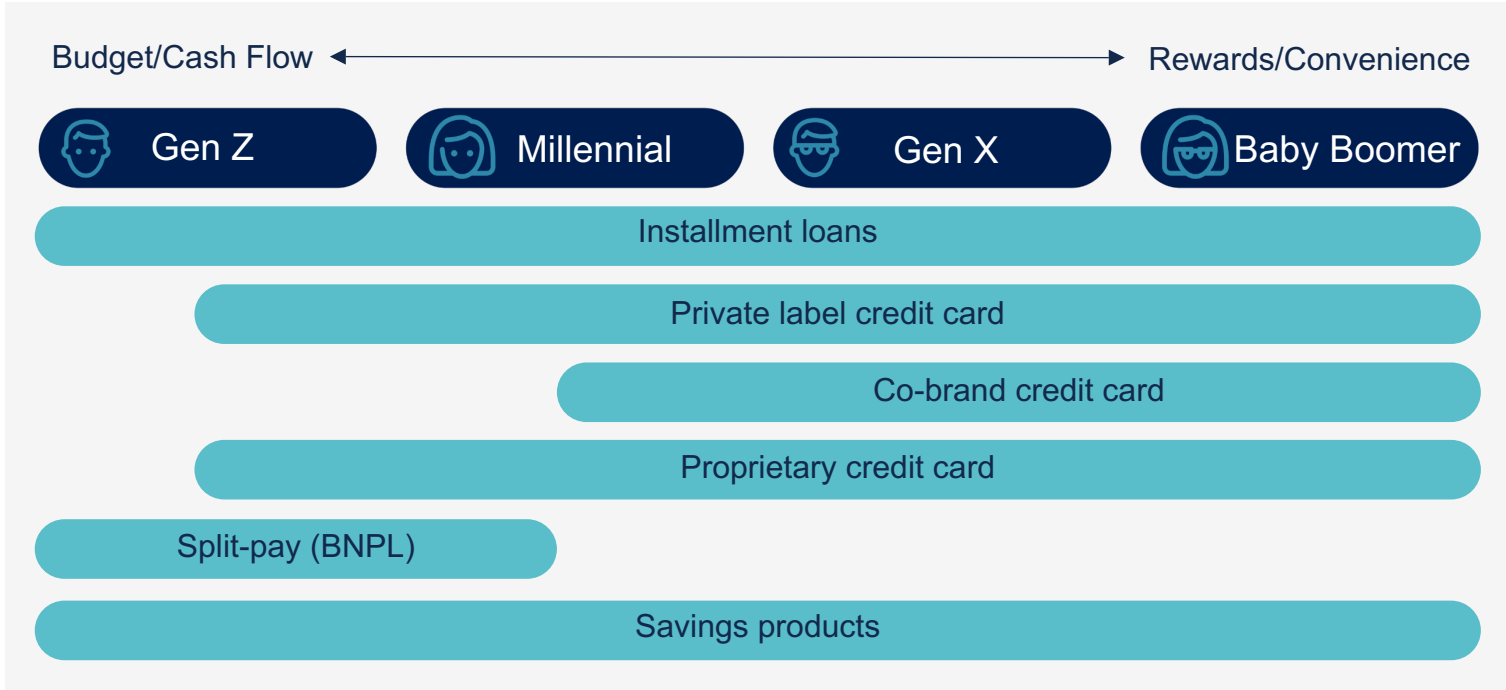 Budget/Cash Flow Rewards/Convenience
Gen Z Millennial Gen X Baby Boomer
Installment loans
Private label credit card
Co-brand credit card
Proprietary credit card
Split-pay (BNPL)
Savings products